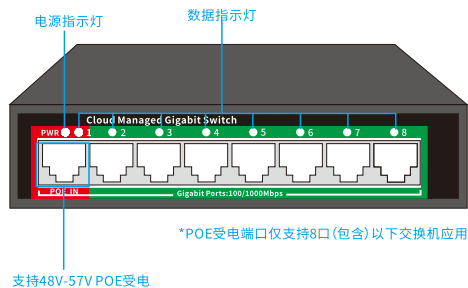 电源指示灯
数据指示灯
Cloud Managed Gigabit Switch
PWR 1 2 3 4 5 6 7 8
POE IN
Gigabit Ports:100/1000Mbps
*POE受电端口仅支持8口(包含)以下交换机应用
支持48V-57V POE受电